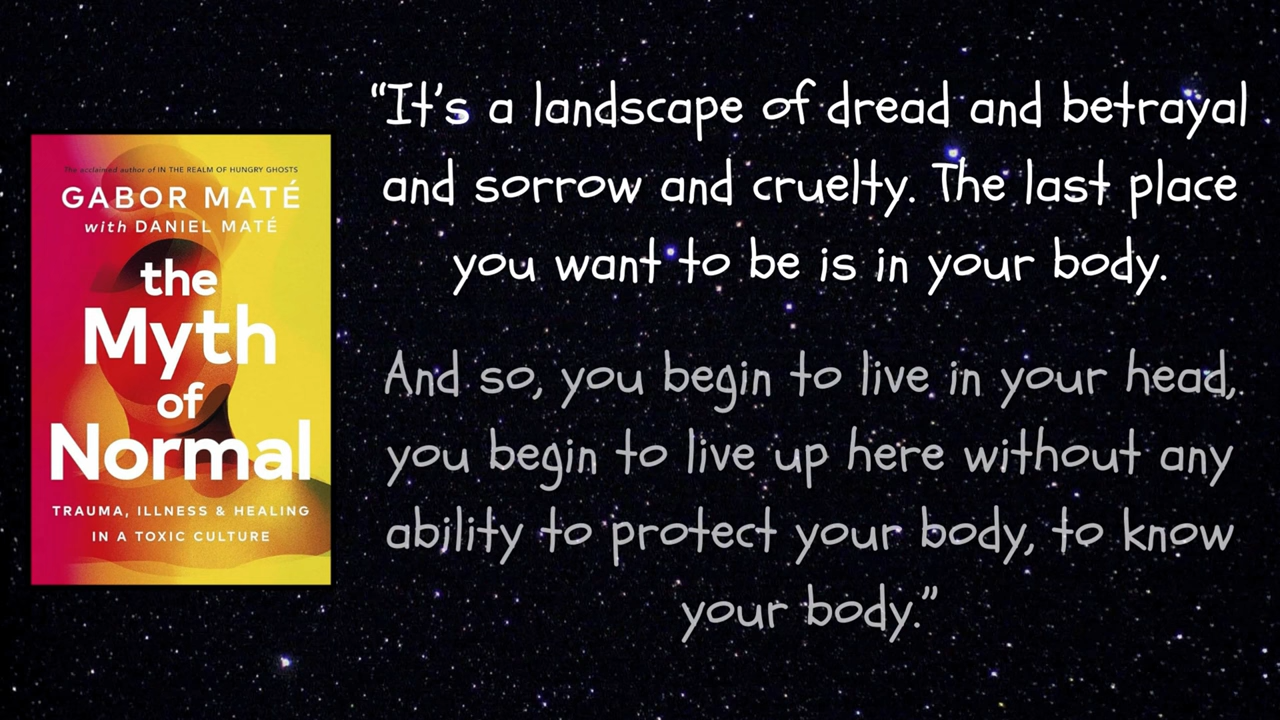 The acclaimed author of IN THE REALM OF HUNGRY GHOSTS
GABOR MATÉ
with DANIEL MATÉ
the
Myth
of
Normal
TRAUMA, ILLNESS & HEALING
IN A TOXIC CULTURE
“It’s a landscape of dread and betrayal
and sorrow and cruelty. The last place
you want to be is in your body.
And so, you begin to live in your head,
you begin to live up here without any
ability to protect your body, to know
your body.”